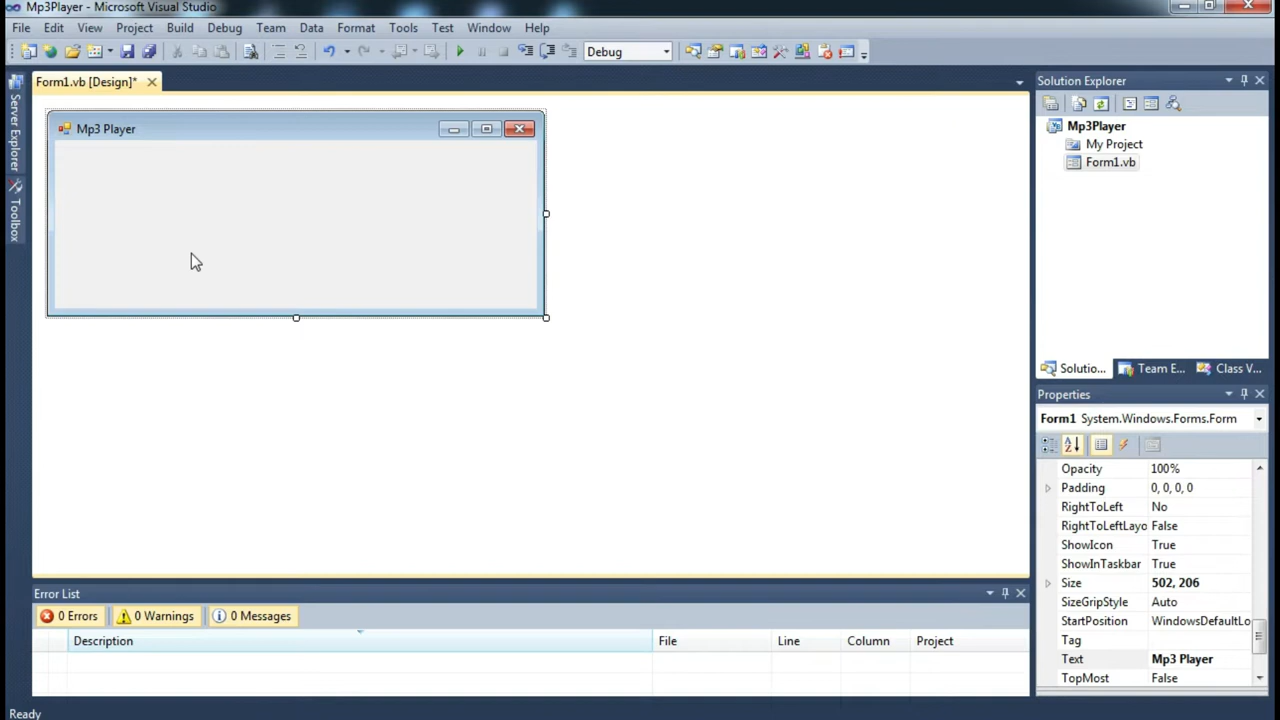 Mp3Player - Microsoft Visual Studio
File Edit View Project Build Debug Team Data Format Tools Test Window Help
Debug
Server Explorer
Toolbox
Form1.vb [Design]*
Mp3 Player
Solution Explorer
Mp3Player
My Project
Form1.vb
Solutio... Team E... Class V...
Properties
Form1 System.Windows.Forms.Form
Opacity 100%
Padding 0, 0, 0, 0
RightToLeft No
RightToLeftLayo False
ShowIcon True
ShowInTaskbar True
Size 502, 206
SizeGripStyle Auto
StartPosition WindowsDefaultLo
Tag
Text Mp3 Player
TopMost False
Error List
0 Errors 0 Warnings 0 Messages
Description File Line Column Project
Ready